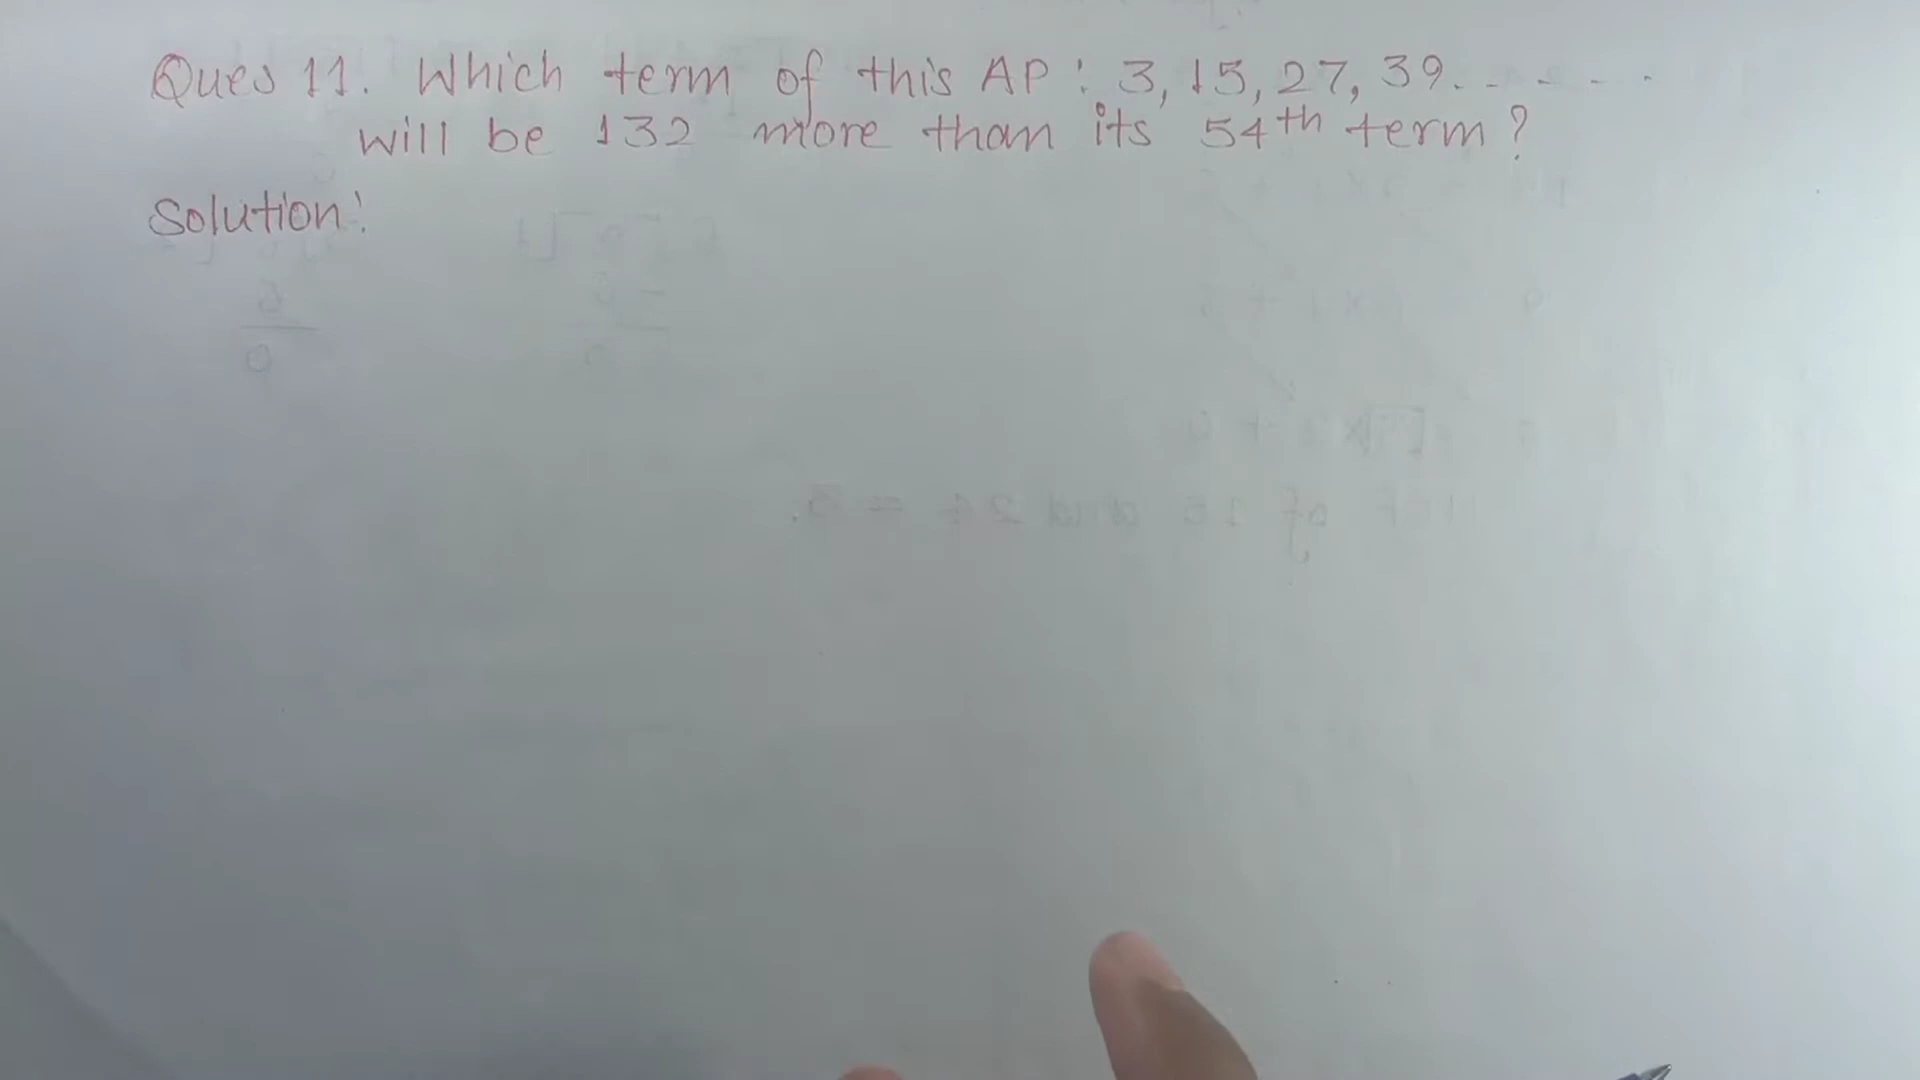 Ques 11. Which term of this AP : 3, 15, 27, 39. - - - - .
will be 132 more than its 54th term ?
Solution: